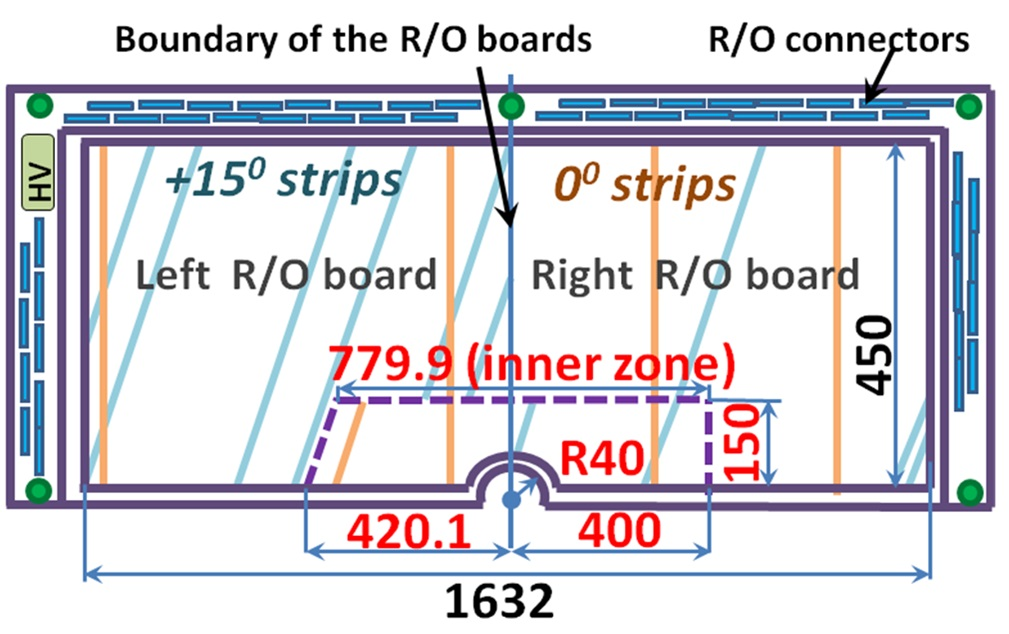 Boundary of the R/O boards R/O connectors
HV
+15⁰ strips 0⁰ strips
Left R/O board Right R/O board
450
779.9 (inner zone)
150
R40
420.1 400
1632